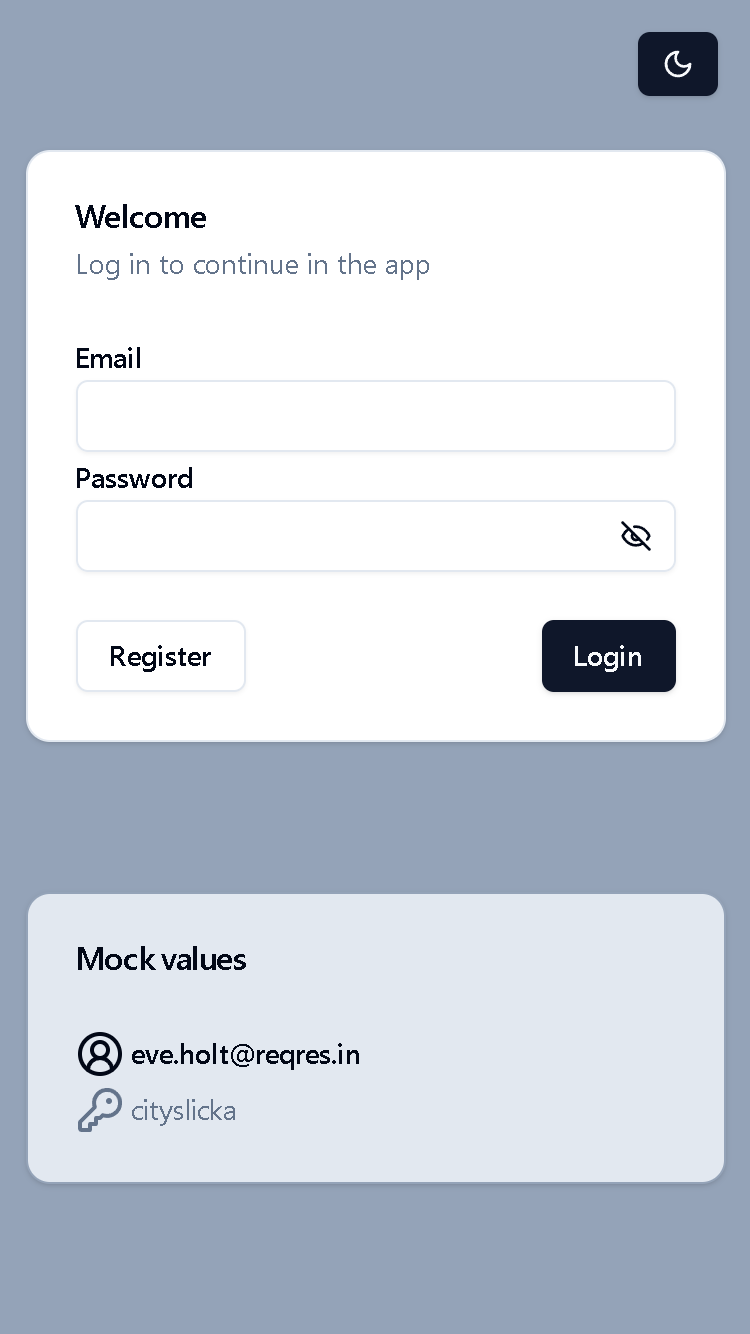 Welcome
Log in to continue in the app
Email
Password
Register
Login
Mock values
eve.holt@reqres.in
cityslicka